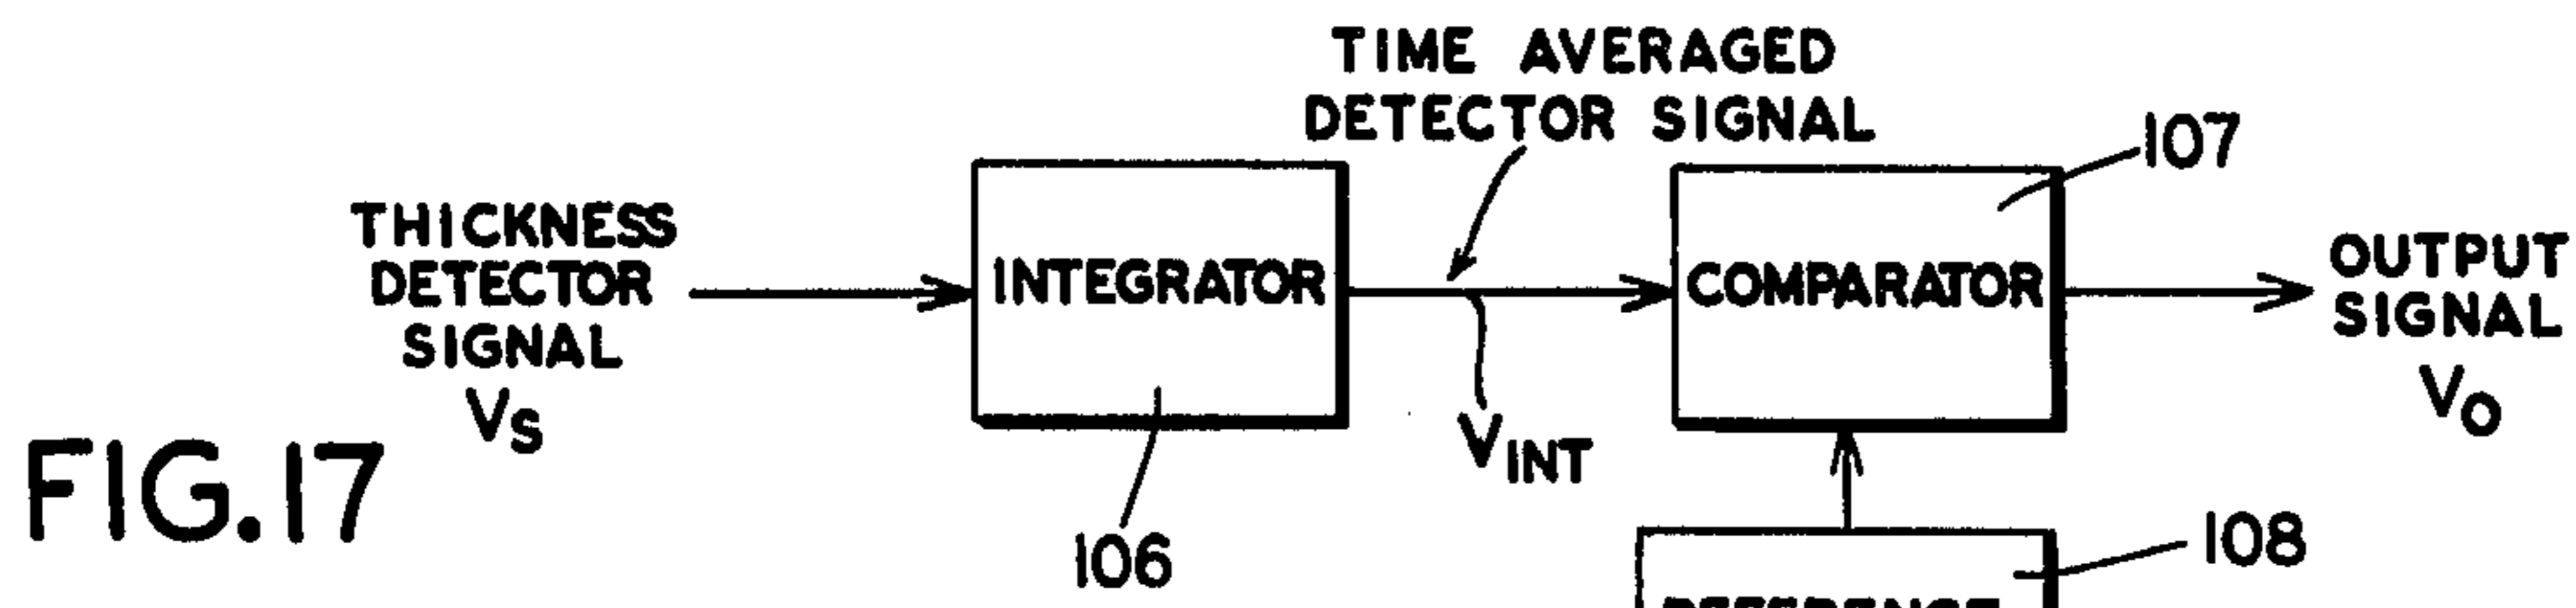 TIME AVERAGED
DETECTOR SIGNAL
107
THICKNESS
DETECTOR
SIGNAL
VS
INTEGRATOR
COMPARATOR
OUTPUT
SIGNAL
VO
VINT
FIG.17
106
108
REFERENCE